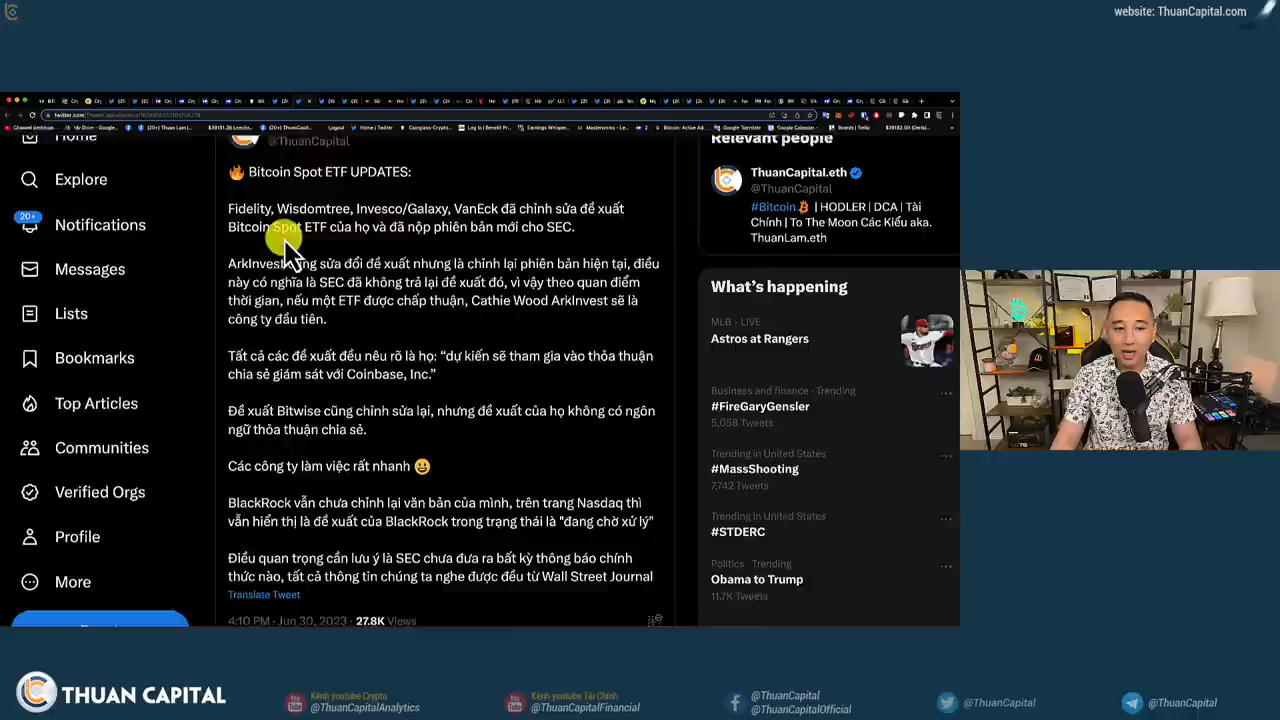 website: ThuanCapital.com
Home
Explore
20+
Notifications
Messages
Lists
Bookmarks
Top Articles
Communities
Verified Orgs
Profile
More
@ThuanCapital
🔥 Bitcoin Spot ETF UPDATES:
Fidelity, Wisdomtree, Invesco/Galaxy, VanEck đã chỉnh sửa đề xuất
Bitcoin Spot ETF của họ và đã nộp phiên bản mới cho SEC.
ArkInvest sửa đổi đề xuất nhưng là chỉnh lại phiên bản hiện tại, điều
này có nghĩa là SEC đã không trả lại đề xuất đó, vì vậy theo quan điểm
thời gian, nếu một ETF được chấp thuận, Cathie Wood ArkInvest sẽ là
công ty đầu tiên.
Tất cả các đề xuất đều nêu rõ là họ: “dự kiến sẽ tham gia vào thỏa thuận
chia sẻ giám sát với Coinbase, Inc.”
Đề xuất Bitwise cũng chỉnh sửa lại, nhưng đề xuất của họ không có ngôn
ngữ thỏa thuận chia sẻ.
Các công ty làm việc rất nhanh 😀
BlackRock vẫn chưa chỉnh lại văn bản của mình, trên trang Nasdaq thì
vẫn hiển thị là đề xuất của BlackRock trong trạng thái là "đang chờ xử lý"
Điều quan trọng cần lưu ý là SEC chưa đưa ra bất kỳ thông báo chính
thức nào, tất cả thông tin chúng ta nghe được đều từ Wall Street Journal
Translate Tweet
4:10 PM · Jun 30, 2023 · 27.8K Views
Relevant people
ThuanCapital.eth
@ThuanCapital
#Bitcoin | HODLER | DCA | Tài
Chính | To The Moon Các Kiểu aka.
ThuanLam.eth
What's happening
MLB · LIVE
Astros at Rangers
Business and finance · Trending
#FireGaryGensler
5,058 Tweets
Trending in United States
#MassShooting
7,742 Tweets
Trending in United States
#STDERC
Politics · Trending
Obama to Trump
11.7K Tweets
THUAN CAPITAL
Kênh youtube Crypto
@ThuanCapitalAnalytics
Kênh youtube Tài Chính
@ThuanCapitalFinancial
@ThuanCapital
@ThuanCapitalOfficial
@ThuanCapital
@ThuanCapital